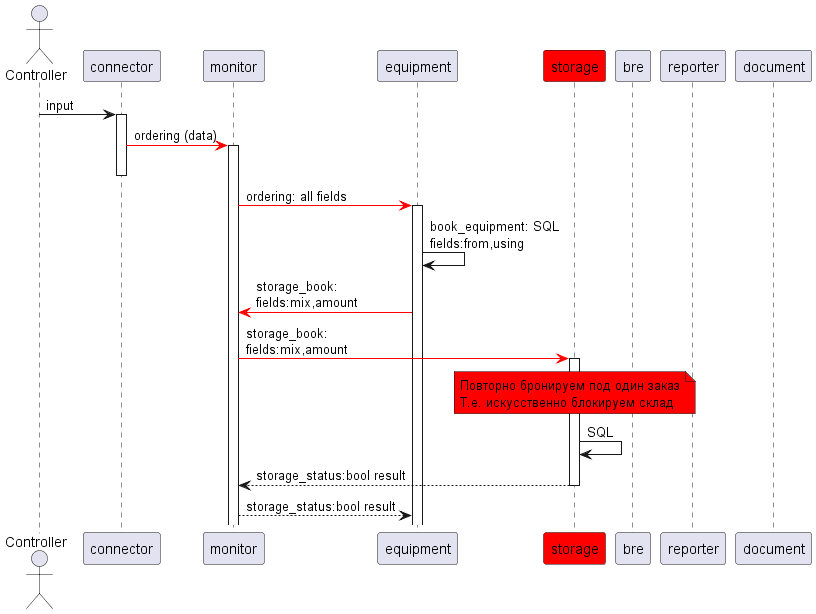 Controller
connector
monitor
equipment
storage
bre
reporter
document
input
ordering (data)
ordering: all fields
book_equipment: SQL
fields:from,using
storage_book:
fields:mix,amount
storage_book:
fields:mix,amount
Повторно бронируем под один заказ
Т.е. искусственно блокируем склад
SQL
storage_status:bool result
storage_status:bool result
Controller
connector
monitor
equipment
storage
bre
reporter
document